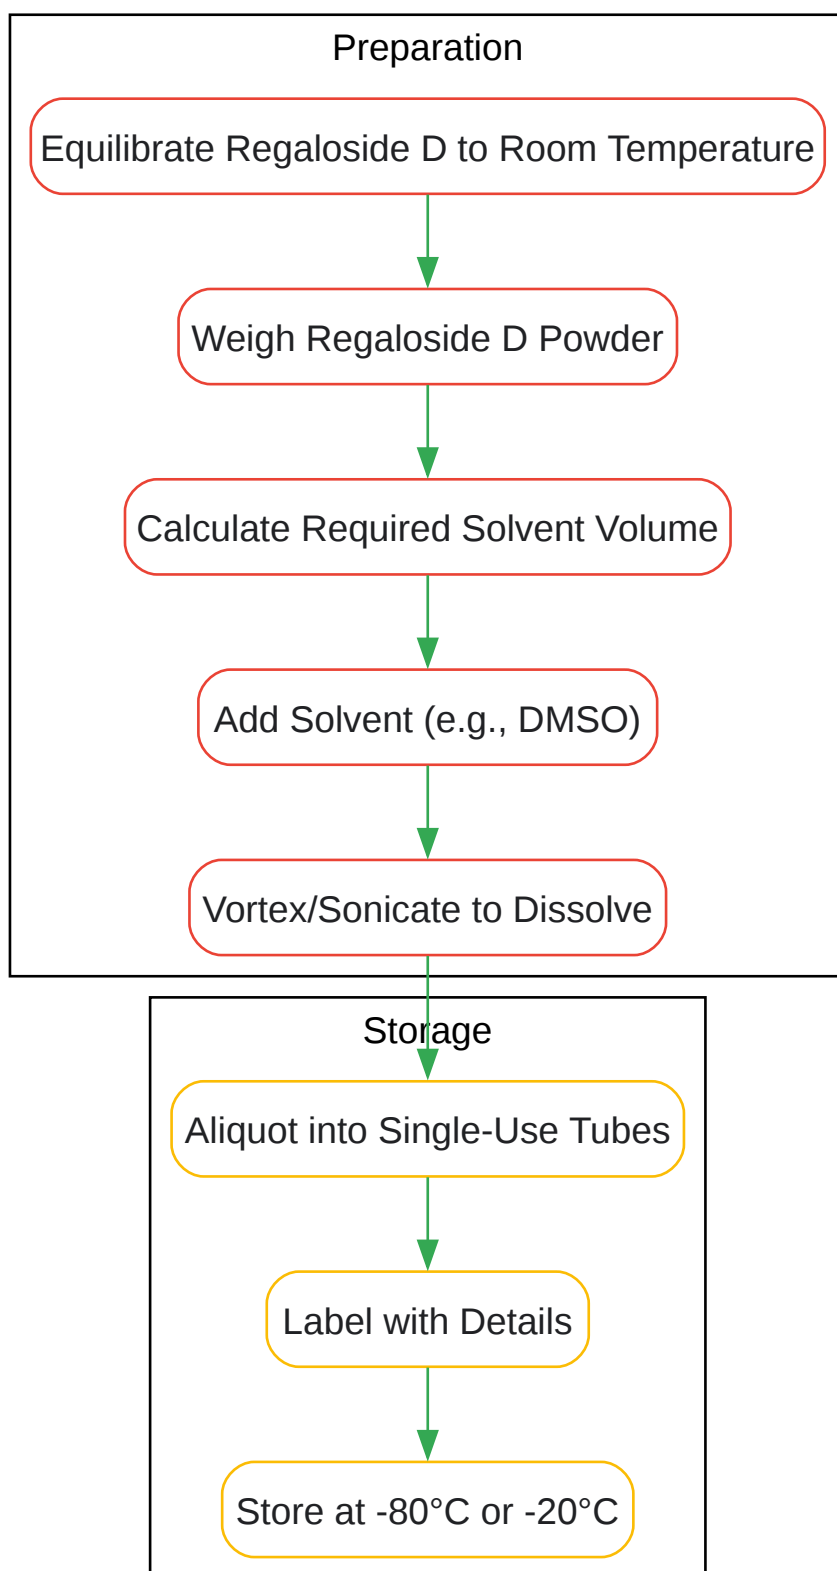 Preparation
Equilibrate Regaloside D to Room Temperature
Weigh Regaloside D Powder
Calculate Required Solvent Volume
Add Solvent (e.g., DMSO)
Vortex/Sonicate to Dissolve
Storage
Aliquot into Single-Use Tubes
Label with Details
Store at -80°C or -20°C